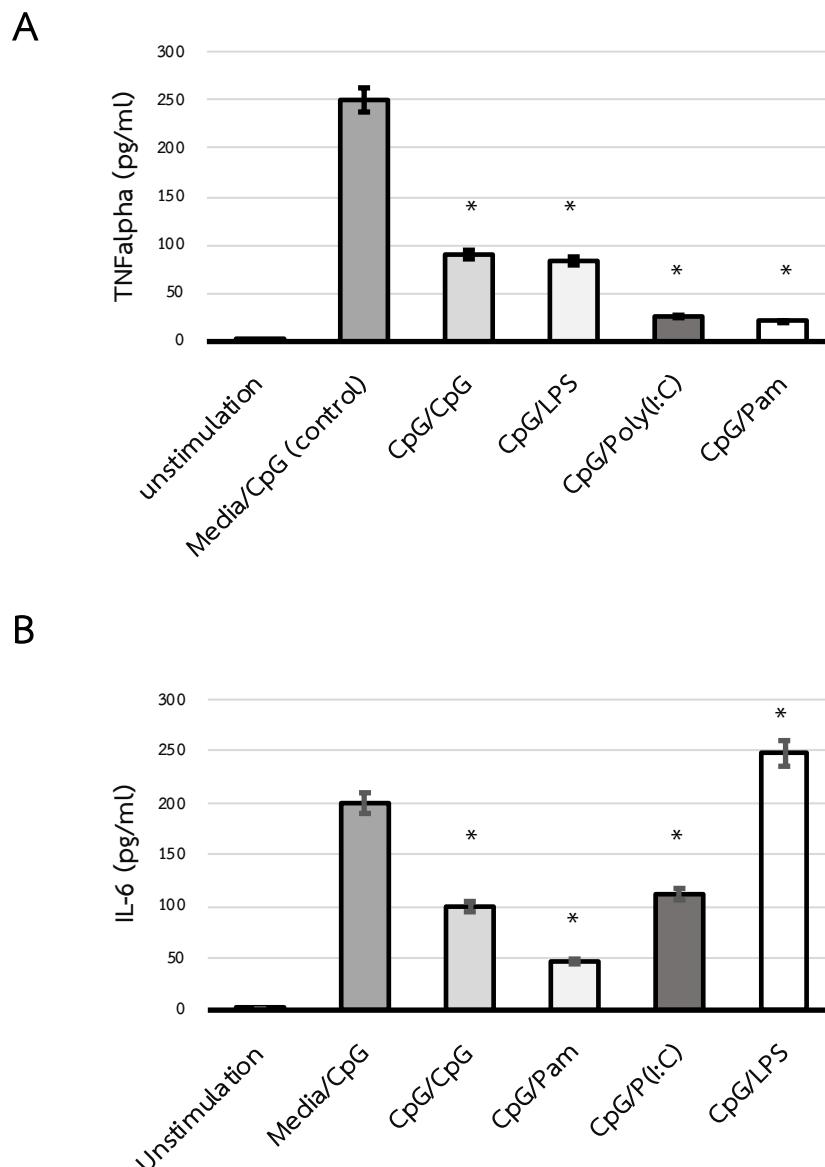 A
TNFalpha (pg/ml)
300
250
200
150
100
50
0
*
*
*
*
unstimulation
Media/CpG (control)
CpG/CpG
CpG/LPS
CpG/Poly(I:C)
CpG/Pam
B
IL-6 (pg/ml)
300
250
200
150
100
50
0
*
*
*
*
Unstimulation
Media/CpG
CpG/CpG
CpG/Pam
CpG/P(I:C)
CpG/LPS